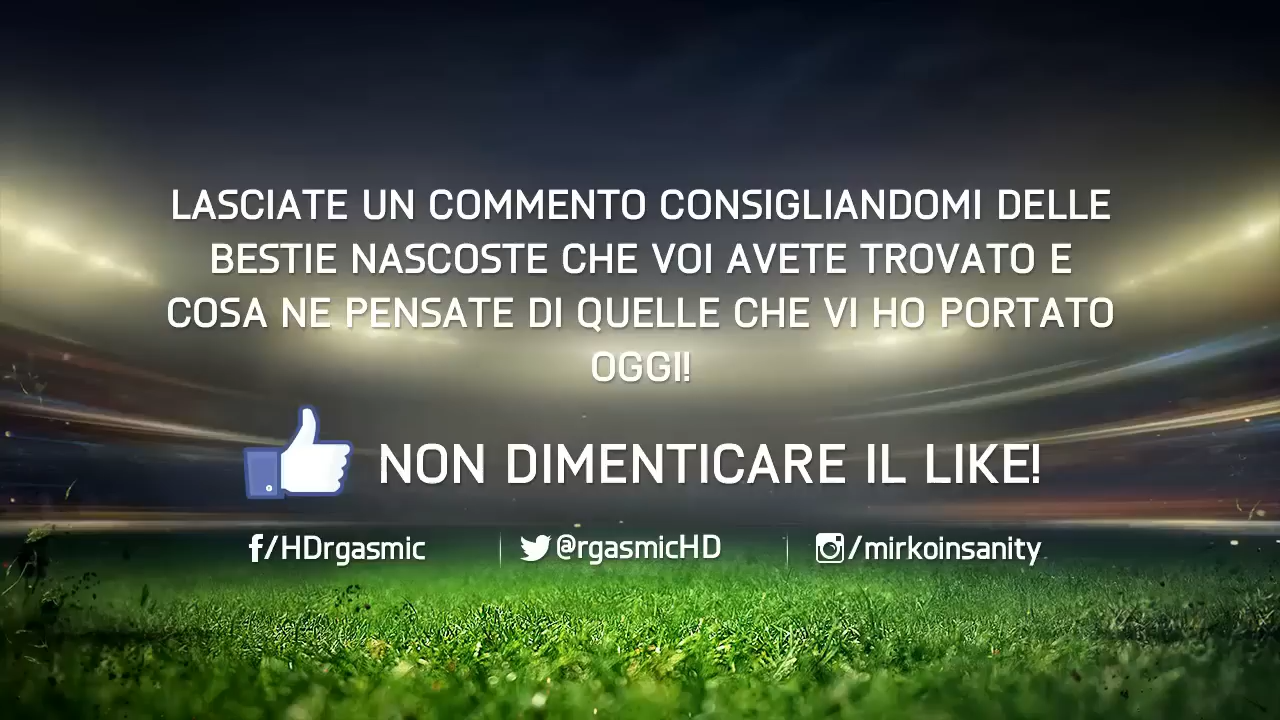 LASCIATE UN COMMENTO CONSIGLIANDOMI DELLE
BESTIE NASCOSTE CHE VOI AVETE TROVATO E
COSA NE PENSATE DI QUELLE CHE VI HO PORTATO
OGGI!
NON DIMENTICARE IL LIKE!
f/HDrgasmic @rgasmicHD /mirkoinsanity